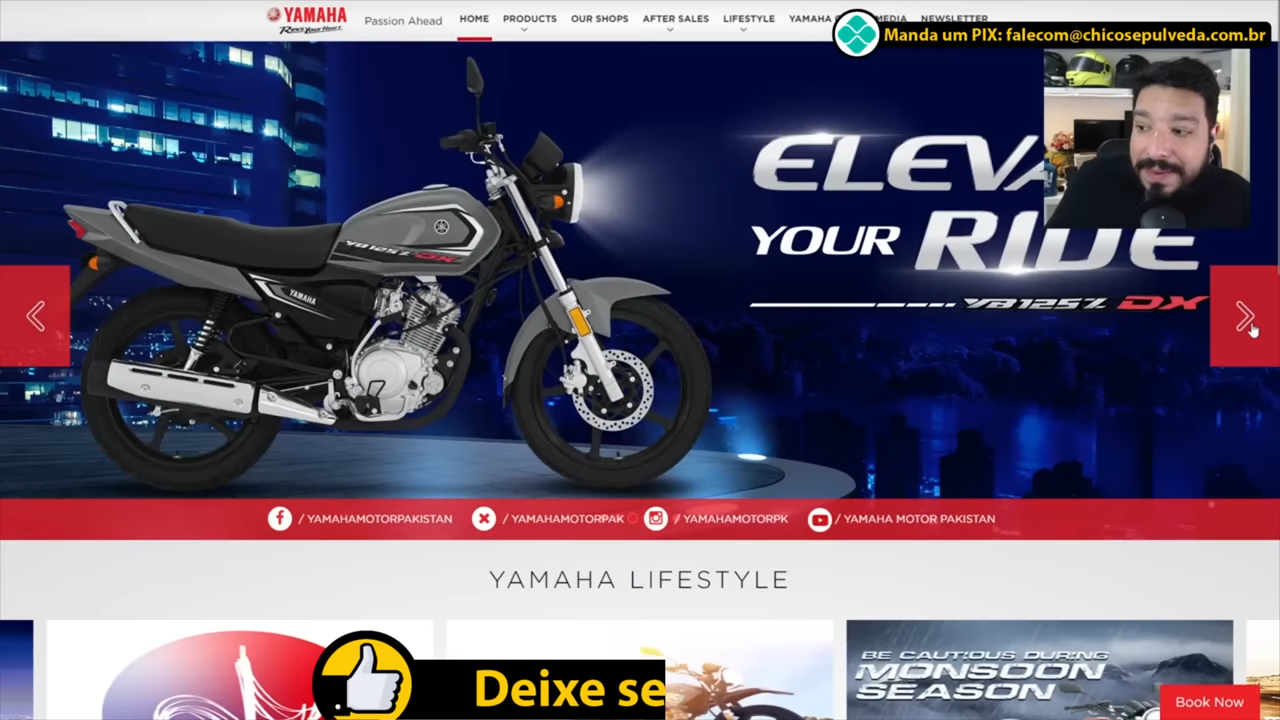 YAMAHA
Revs Your Heart
Passion Ahead
HOME
PRODUCTS
OUR SHOPS
AFTER SALES
LIFESTYLE
YAMAHA
MEDIA
NEWSLETTER
Manda um PIX: falecom@chicosepulveda.com.br
ELEVA
YOUR RIDE
YB125Z DX
YB125Z DX
YAMAHA
/ YAMAHAMOTORPAKISTAN
/ YAMAHAMOTORPAK
/ YAMAHAMOTORPK
/ YAMAHA MOTOR PAKISTAN
YAMAHA LIFESTYLE
BE CAUTIOUS DURING
MONSOON
SEASON
Deixe se
Book Now